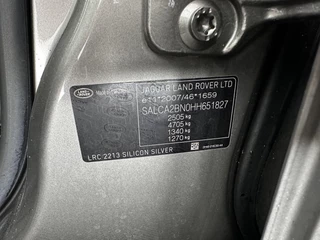 JAGUAR LAND ROVER LTD
e11*2007/46*1659
SALCA2BN0HH651827
2505 kg
4705 kg
1340 kg
1270 kg
LRC 2213 SILICON SILVER